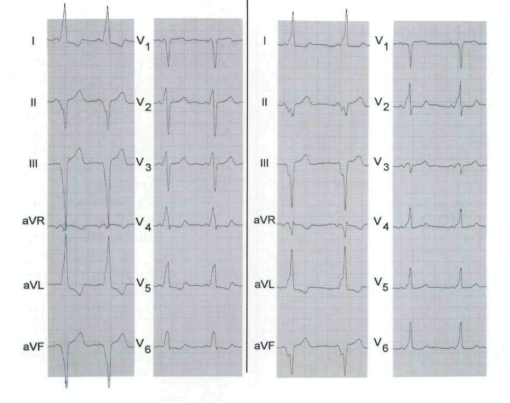 I V1 I V1
II V2 II V2
III V3 III V3
aVR V4 aVR V4
aVL V5 aVL V5
aVF V6 aVF V6